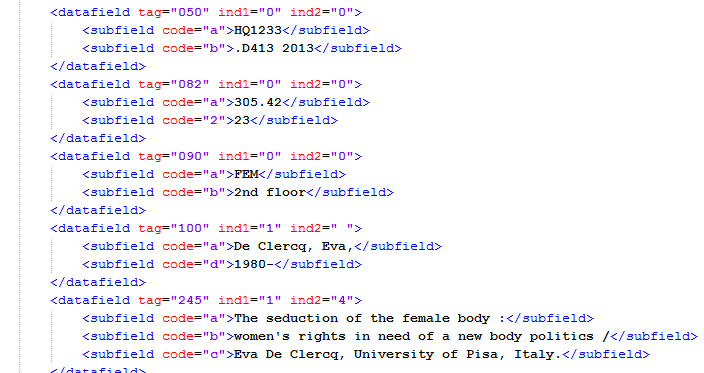 <datafield tag="050" ind1="0" ind2="0">
<subfield code="a">HQ1233</subfield>
<subfield code="b">.D413 2013</subfield>
</datafield>
<datafield tag="082" ind1="0" ind2="0">
<subfield code="a">305.42</subfield>
<subfield code="2">23</subfield>
</datafield>
<datafield tag="090" ind1="0" ind2="0">
<subfield code="a">FEM</subfield>
<subfield code="b">2nd floor</subfield>
</datafield>
<datafield tag="100" ind1="1" ind2=" ">
<subfield code="a">De Clercq, Eva,</subfield>
<subfield code="d">1980-</subfield>
</datafield>
<datafield tag="245" ind1="1" ind2="4">
<subfield code="a">The seduction of the female body :</subfield>
<subfield code="b">women's rights in need of a new body politics /</subfield>
<subfield code="c">Eva De Clercq, University of Pisa, Italy.</subfield>
</datafield>